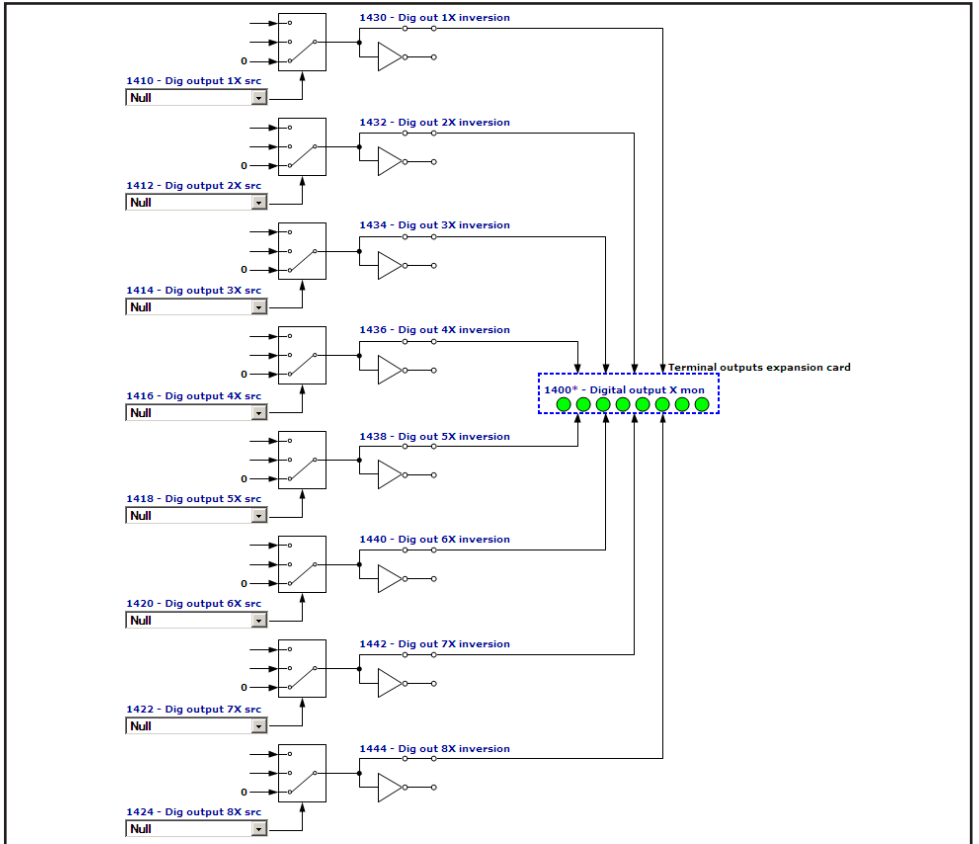 1430 - Dig out 1X inversion
0
1410 - Dig output 1X src
Null
1432 - Dig out 2X inversion
0
1412 - Dig output 2X src
Null
1434 - Dig out 3X inversion
0
1414 - Dig output 3X src
Null
1436 - Dig out 4X inversion
0
1416 - Dig output 4X src
Null
Terminal outputs expansion card
1400* - Digital output X mon
1438 - Dig out 5X inversion
0
1418 - Dig output 5X src
Null
1440 - Dig out 6X inversion
0
1420 - Dig output 6X src
Null
1442 - Dig out 7X inversion
0
1422 - Dig output 7X src
Null
1444 - Dig out 8X inversion
0
1424 - Dig output 8X src
Null